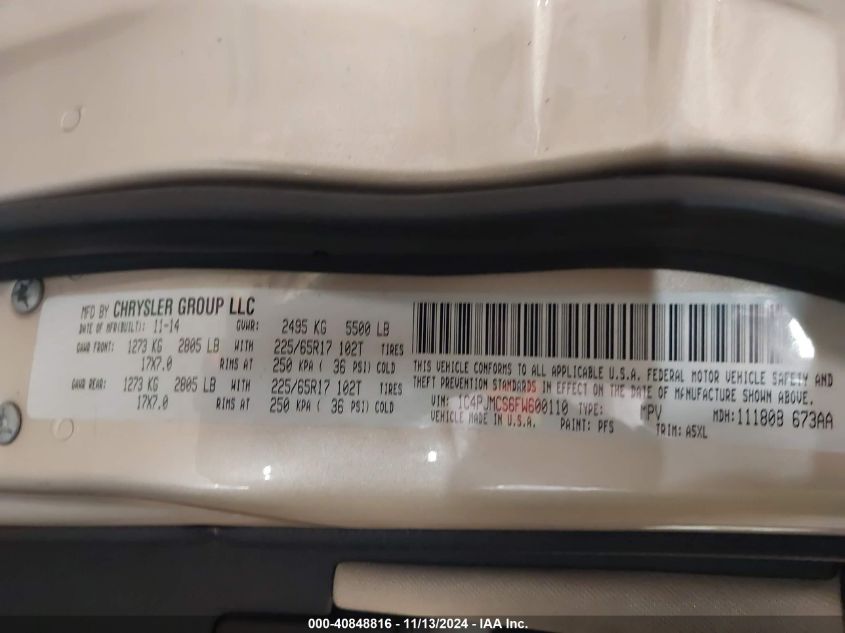 MFD BY CHRYSLER GROUP LLC
DATE OF MFR(BUILT): 11-14 GVWR: 2495 KG 5500 LB
GAWR FRONT: 1273 KG 2805 LB WITH 225/65R17 102T TIRES
17X7.0 RIMS AT 250 KPA ( 36 PSI) COLD
GAWR REAR: 1273 KG 2805 LB WITH 225/65R17 102T TIRES
17X7.0 RIMS AT 250 KPA ( 36 PSI) COLD
THIS VEHICLE CONFORMS TO ALL APPLICABLE U.S.A. FEDERAL MOTOR VEHICLE SAFETY AND
THEFT PREVENTION STANDARDS IN EFFECT ON THE DATE OF MANUFACTURE SHOWN ABOVE.
VIN: 1C4PJMCS6FW600110 TYPE: MPV MDH: 111809 673AA
VEHICLE MADE IN U.S.A. PAINT: PFS TRIM: A5XL
000-40848816 - 11/13/2024 - IAA Inc.